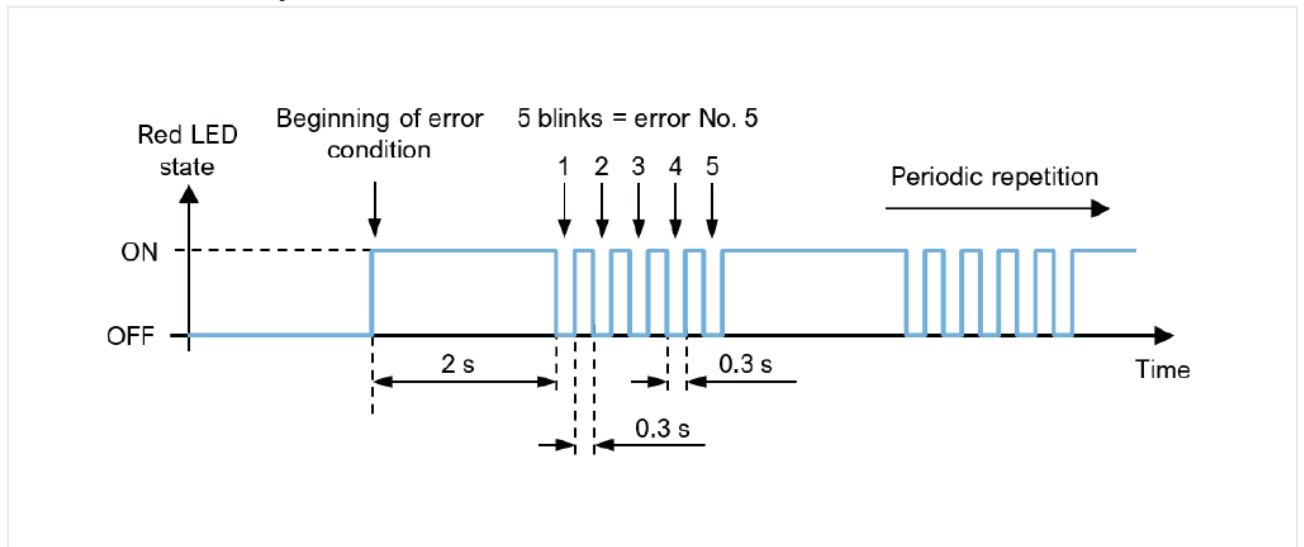 Red LED
state
Beginning of error
condition
5 blinks = error No. 5
1 2 3 4 5
Periodic repetition
ON
OFF
2 s
0.3 s
Time
0.3 s